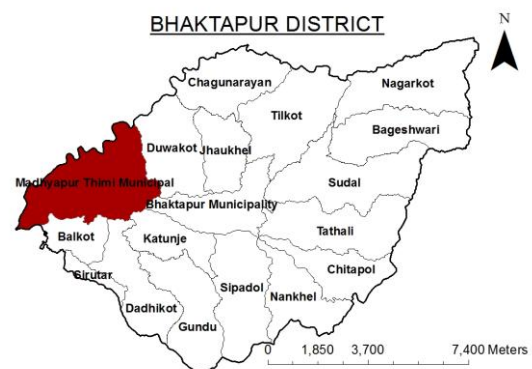 BHAKTAPUR DISTRICT
N
Chagunarayan
Nagarkot
Tilkot
Bageshwari
Duwakot
Jhaukhel
Madhyapur Thimi Municipal
Sudal
Bhaktapur Municipality
Balkot
Katunje
Tathali
Sirutar
Chitapol
Sipadol
Nankhel
Dadhikot
Gundu
0 1,850 3,700 7,400 Meters